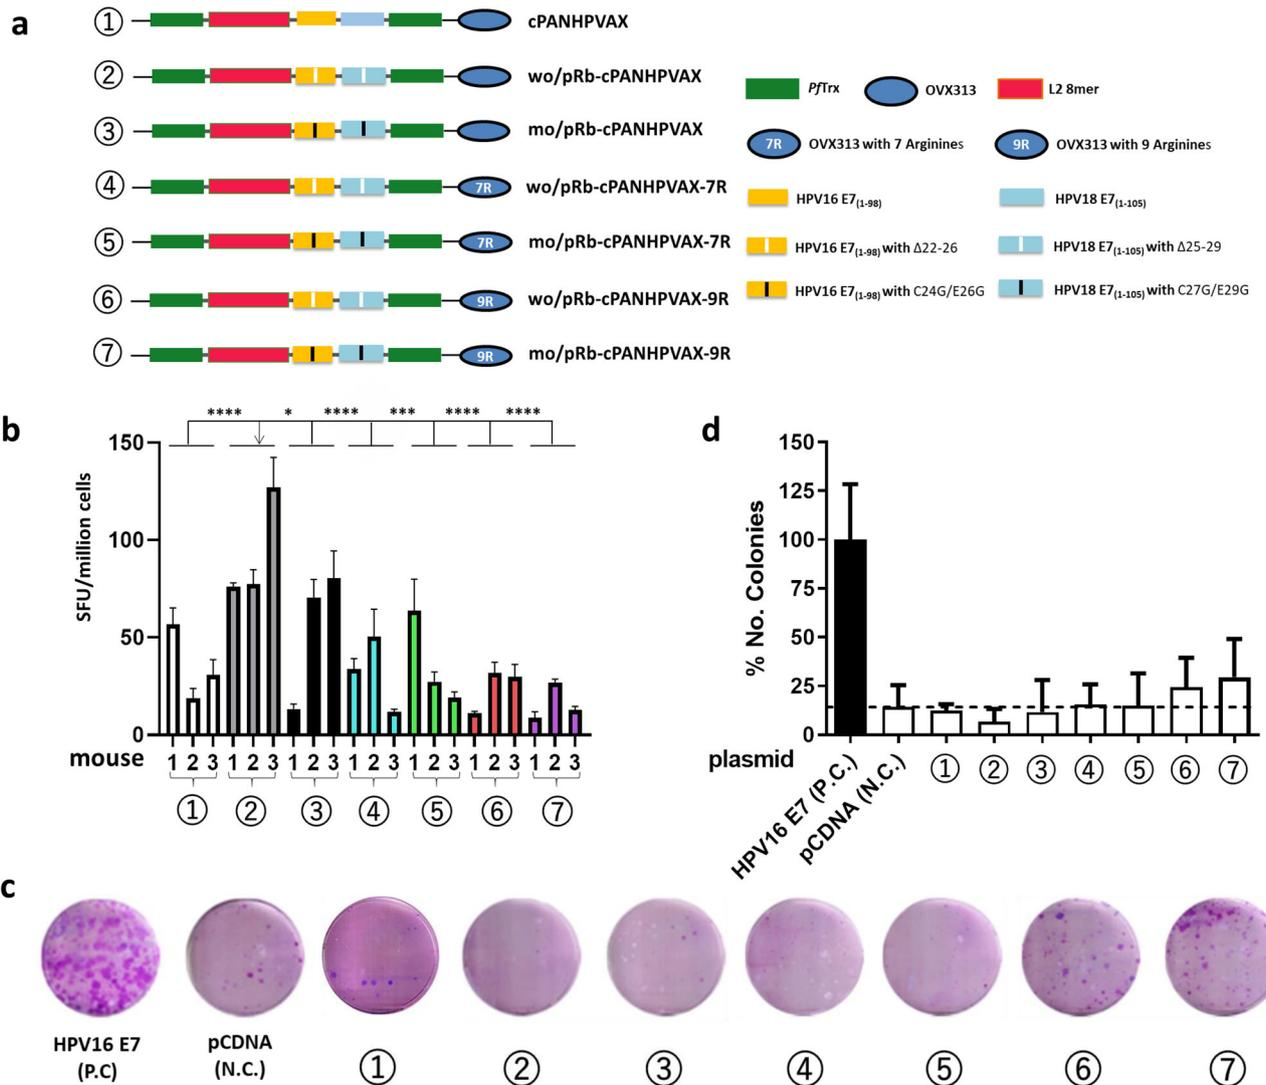 a
① cPANHPVAX
② wo/pRb-cPANHPVAX
③ mo/pRb-cPANHPVAX
④ 7R wo/pRb-cPANHPVAX-7R
⑤ 7R mo/pRb-cPANHPVAX-7R
⑥ 9R wo/pRb-cPANHPVAX-9R
⑦ 9R mo/pRb-cPANHPVAX-9R
PfTrx OVX313 L2 8mer
7R OVX313 with 7 Arginines 9R OVX313 with 9 Arginines
HPV16 E7(1-98) HPV18 E7(1-105)
HPV16 E7(1-98) with Δ22-26 HPV18 E7(1-105) with Δ25-29
HPV16 E7(1-98) with C24G/E26G HPV18 E7(1-105) with C27G/E29G
b
**** * **** *** **** ****
SFU/million cells
150
100
50
0
mouse 1 2 3 1 2 3 1 2 3 1 2 3 1 2 3 1 2 3 1 2 3
① ② ③ ④ ⑤ ⑥ ⑦
d
% No. Colonies
150
125
100
75
50
25
0
plasmid HPV16 E7 (P.C.) pCDNA (N.C.) ① ② ③ ④ ⑤ ⑥ ⑦
c
HPV16 E7
(P.C)
pCDNA
(N.C.)
① ② ③ ④ ⑤ ⑥ ⑦